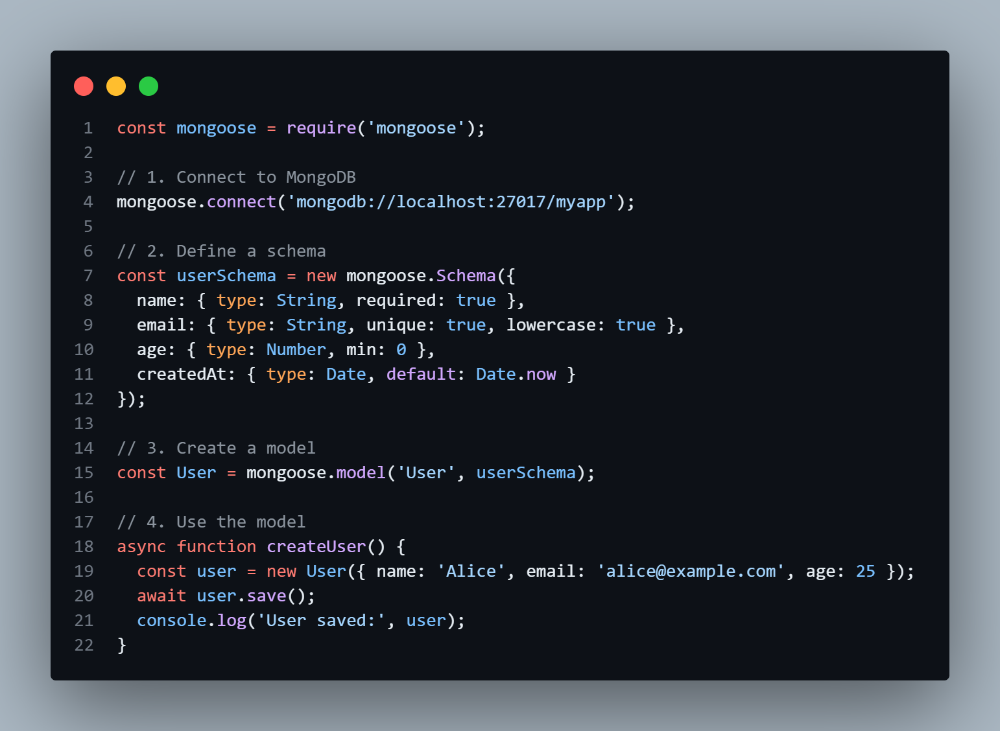 1 const mongoose = require('mongoose');
2
3 // 1. Connect to MongoDB
4 mongoose.connect('mongodb://localhost:27017/myapp');
5
6 // 2. Define a schema
7 const userSchema = new mongoose.Schema({
8   name: { type: String, required: true },
9   email: { type: String, unique: true, lowercase: true },
10   age: { type: Number, min: 0 },
11   createdAt: { type: Date, default: Date.now }
12 });
13
14 // 3. Create a model
15 const User = mongoose.model('User', userSchema);
16
17 // 4. Use the model
18 async function createUser() {
19   const user = new User({ name: 'Alice', email: 'alice@example.com', age: 25 });
20   await user.save();
21   console.log('User saved:', user);
22 }